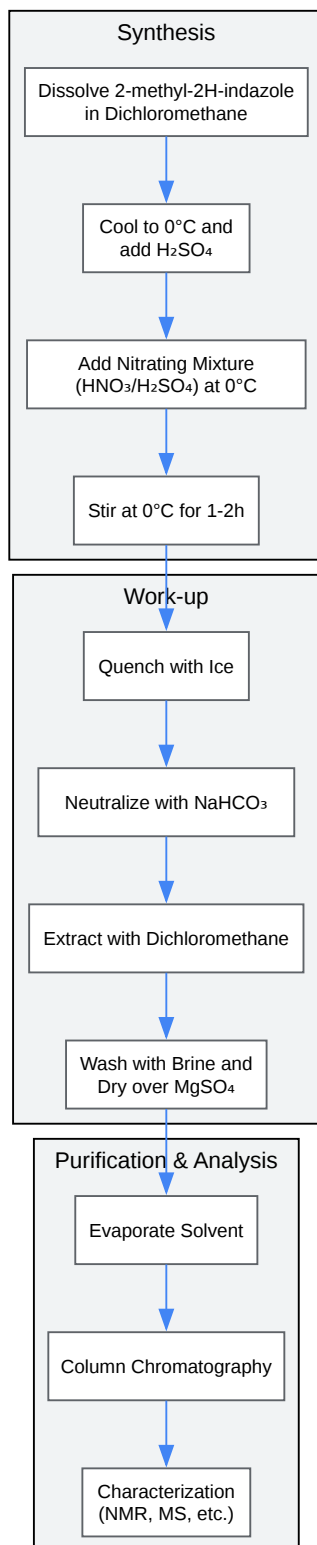 Synthesis
Dissolve 2-methyl-2H-indazole
in Dichloromethane
Cool to 0°C and
add H₂SO₄
Add Nitrating Mixture
(HNO₃/H₂SO₄) at 0°C
Stir at 0°C for 1-2h
Work-up
Quench with Ice
Neutralize with NaHCO₃
Extract with Dichloromethane
Wash with Brine and
Dry over MgSO₄
Purification & Analysis
Evaporate Solvent
Column Chromatography
Characterization
(NMR, MS, etc.)